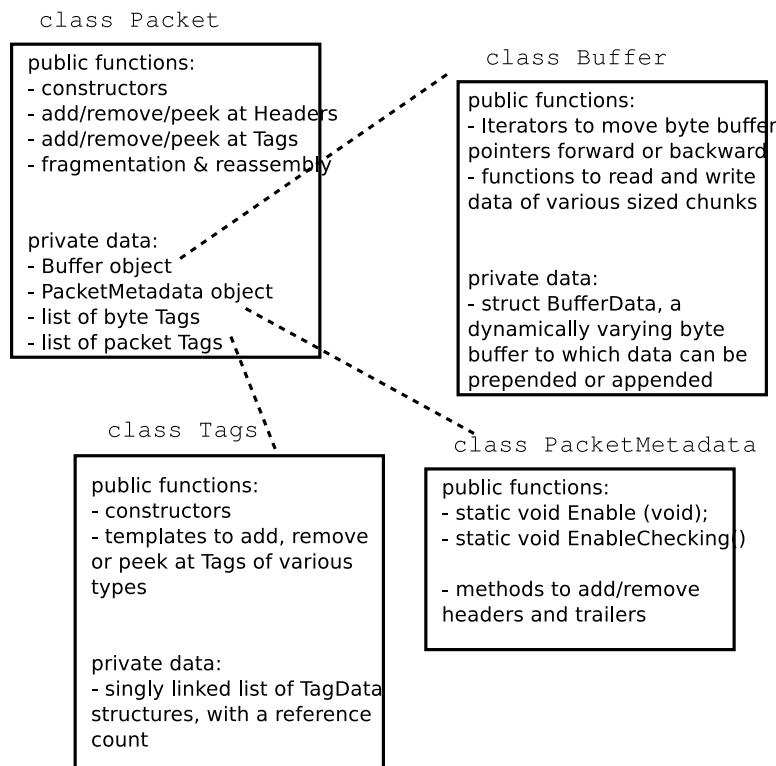 class Packet
public functions:
- constructors
- add/remove/peek at Headers
- add/remove/peek at Tags
- fragmentation & reassembly
private data:
- Buffer object
- PacketMetadata object
- list of byte Tags
- list of packet Tags
class Buffer
public functions:
- Iterators to move byte buffer
pointers forward or backward
- functions to read and write
data of various sized chunks
private data:
- struct BufferData, a
dynamically varying byte
buffer to which data can be
prepended or appended
class Tags
public functions:
- constructors
- templates to add, remove
or peek at Tags of various
types
private data:
- singly linked list of TagData
structures, with a reference
count
class PacketMetadata
public functions:
- static void Enable (void);
- static void EnableChecking()
- methods to add/remove
headers and trailers